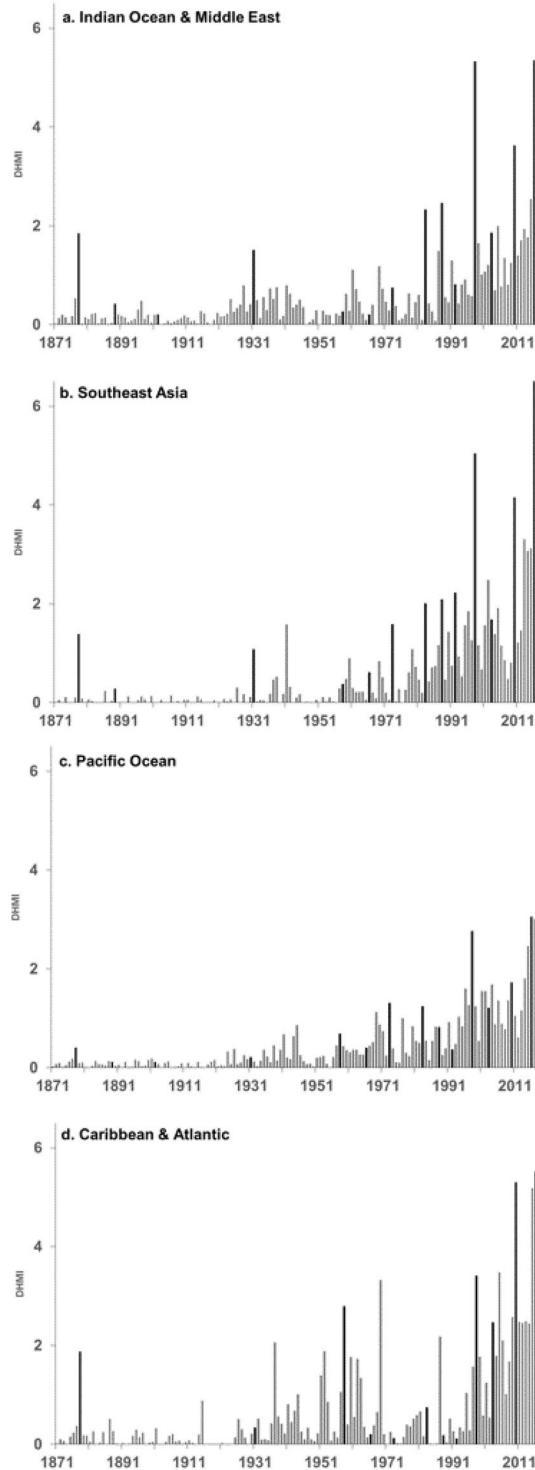 a. Indian Ocean & Middle East
6
4
DHMI
2
0
1871 1891 1911 1931 1951 1971 1991 2011
b. Southeast Asia
6
4
DHMI
2
0
1871 1891 1911 1931 1951 1971 1991 2011
c. Pacific Ocean
6
4
DHMI
2
0
1871 1891 1911 1931 1951 1971 1991 2011
d. Caribbean & Atlantic
6
4
DHMI
2
0
1871 1891 1911 1931 1951 1971 1991 2011